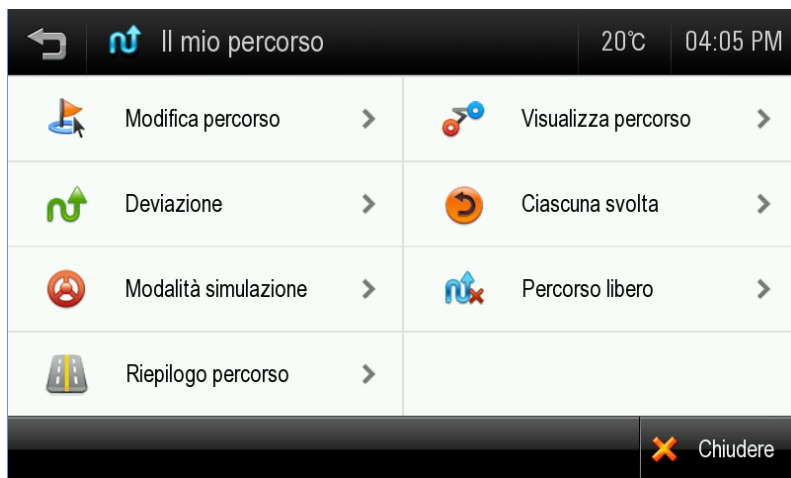 Il mio percorso
20°C
04:05 PM
Modifica percorso
Visualizza percorso
Deviazione
Ciascuna svolta
Modalità simulazione
Percorso libero
Riepilogo percorso
Chiudere